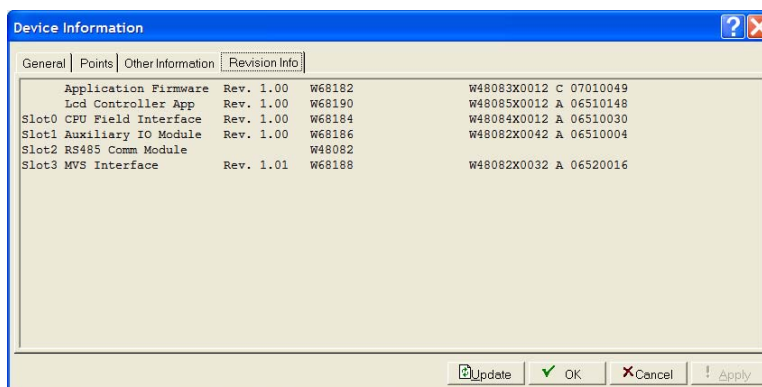 Device Information
General Points Other Information Revision Info
Application Firmware Rev. 1.00 W68182 W48083X0012 C 07010049
Lcd Controller App Rev. 1.00 W68190 W48085X0012 A 06510148
Slot0 CPU Field Interface Rev. 1.00 W68184 W48084X0012 A 06510030
Slot1 Auxiliary IO Module Rev. 1.00 W68186 W48082X0042 A 06510004
Slot2 RS485 Comm Module W48082
Slot3 MVS Interface Rev. 1.01 W68188 W48082X0032 A 06520016
Update OK Cancel ! Apply